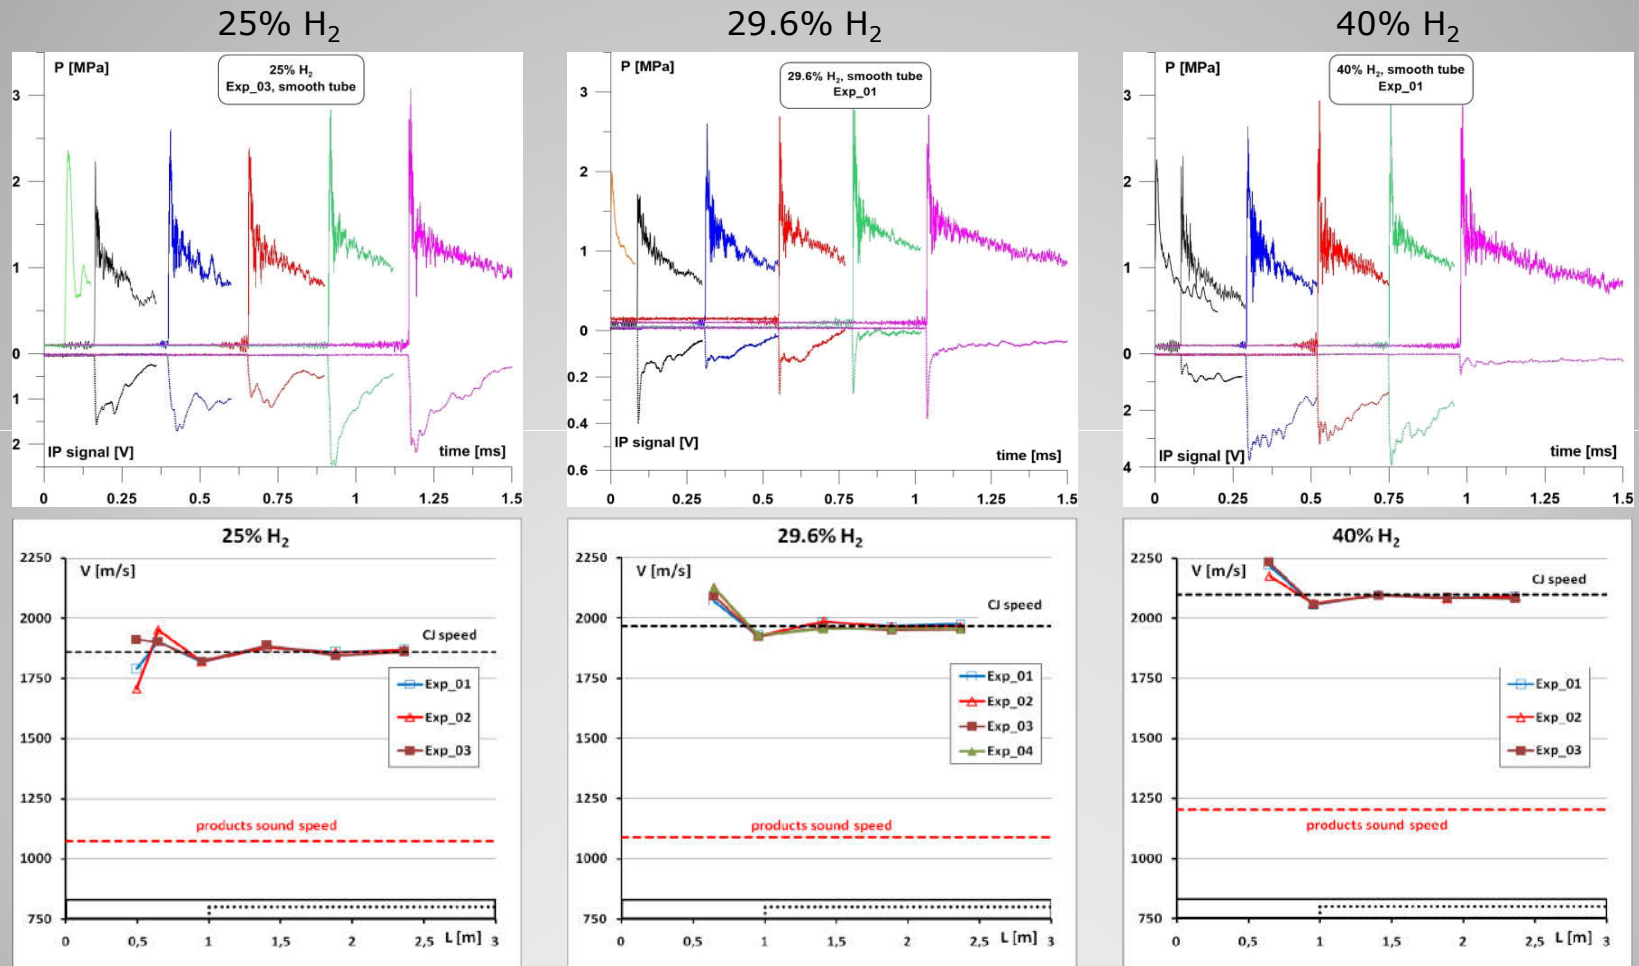 25% H₂
29.6% H₂
40% H₂
P [MPa]
25% H₂
Exp_03, smooth tube
3
2
1
0
1
2
IP signal [V]
time [ms]
0 0.25 0.5 0.75 1 1.25 1.5
P [MPa]
29.6% H₂, smooth tube
Exp_01
3
2
1
0
0.2
0.4
0.6
IP signal [V]
time [ms]
0 0.25 0.5 0.75 1 1.25 1.5
P [MPa]
40% H₂, smooth tube
Exp_01
3
2
1
0
2
4
IP signal [V]
time [ms]
0 0.25 0.5 0.75 1 1.25 1.5
25% H₂
V [m/s]
2250
2000
1750
1500
1250
1000
750
CJ speed
Exp_01
Exp_02
Exp_03
products sound speed
0 0,5 1 1,5 2 2,5 L [m] 3
29.6% H₂
V [m/s]
2250
2000
1750
1500
1250
1000
750
CJ speed
Exp_01
Exp_02
Exp_03
Exp_04
products sound speed
0 0,5 1 1,5 2 2,5 L [m] 3
40% H₂
V [m/s]
2250
2000
1750
1500
1250
1000
750
CJ speed
Exp_01
Exp_02
Exp_03
products sound speed
0 0,5 1 1,5 2 2,5 L [m] 3